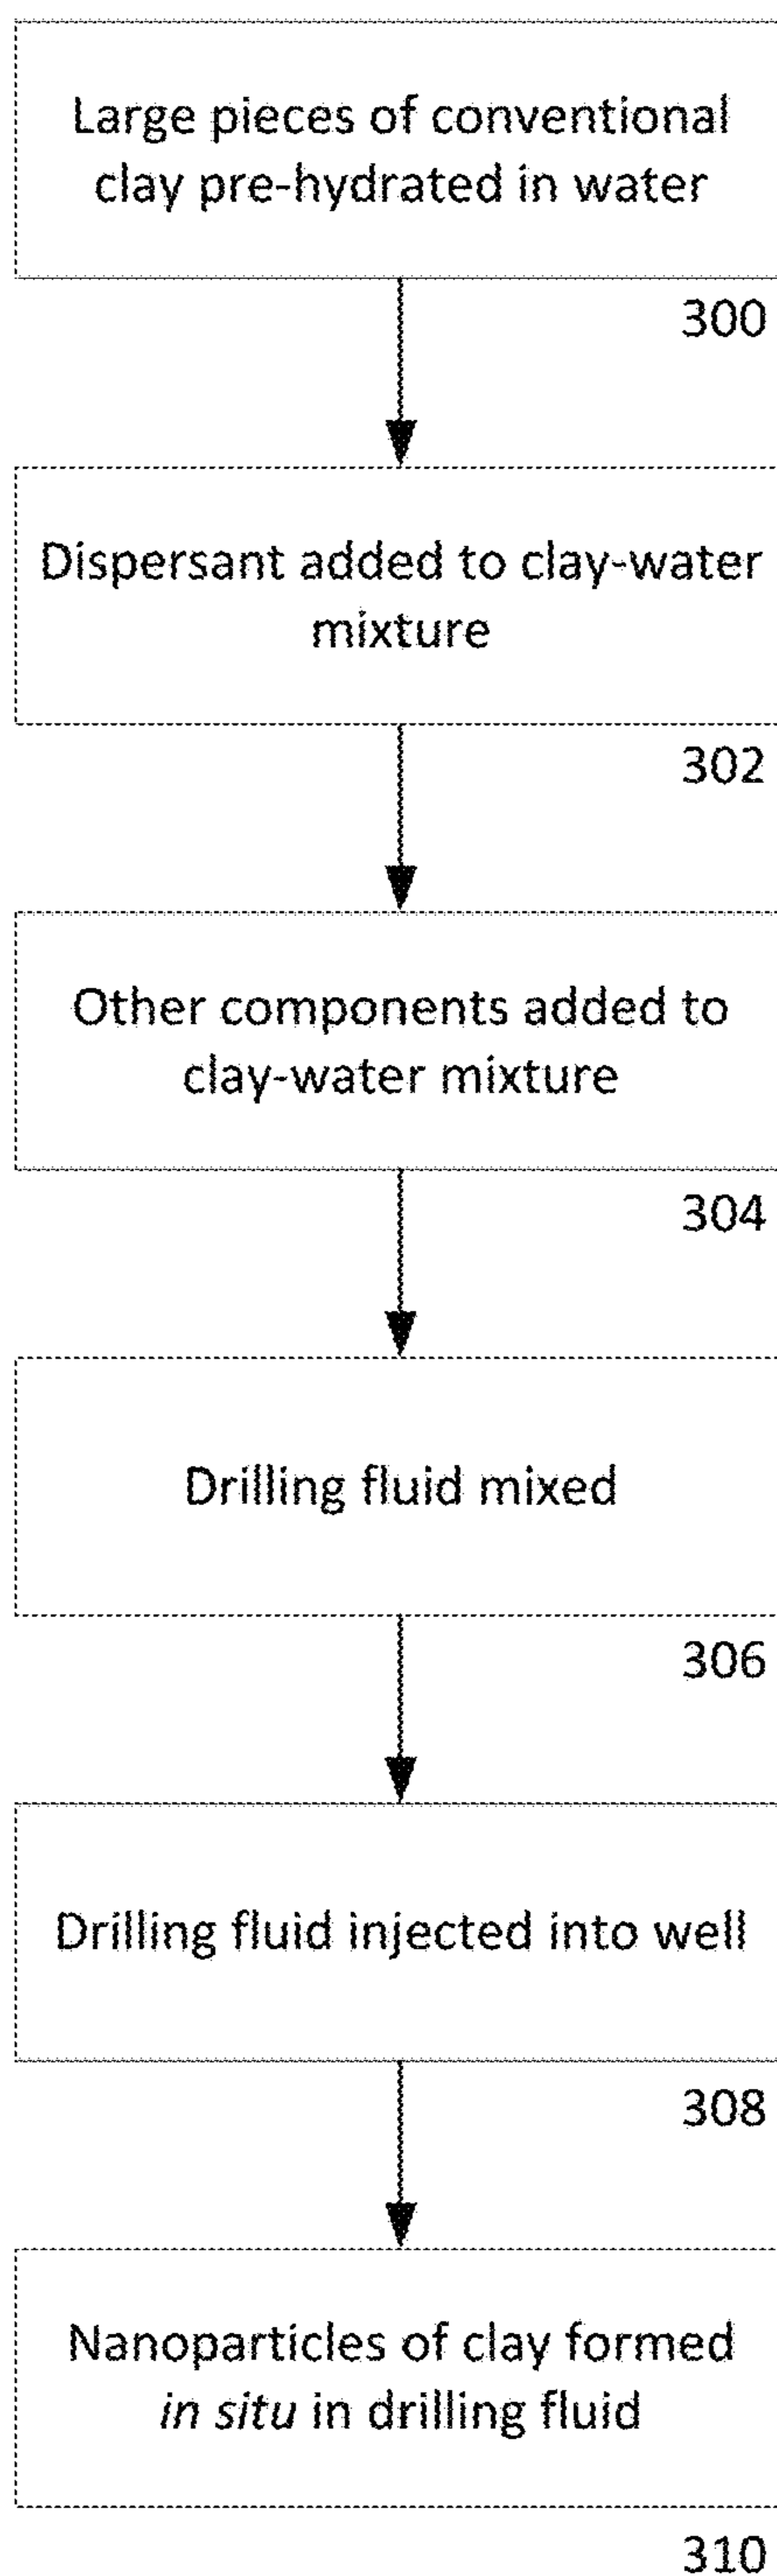 Large pieces of conventional
clay pre-hydrated in water
300
Dispersant added to clay-water
mixture
302
Other components added to
clay-water mixture
304
Drilling fluid mixed
306
Drilling fluid injected into well
308
Nanoparticles of clay formed
in situ in drilling fluid
310